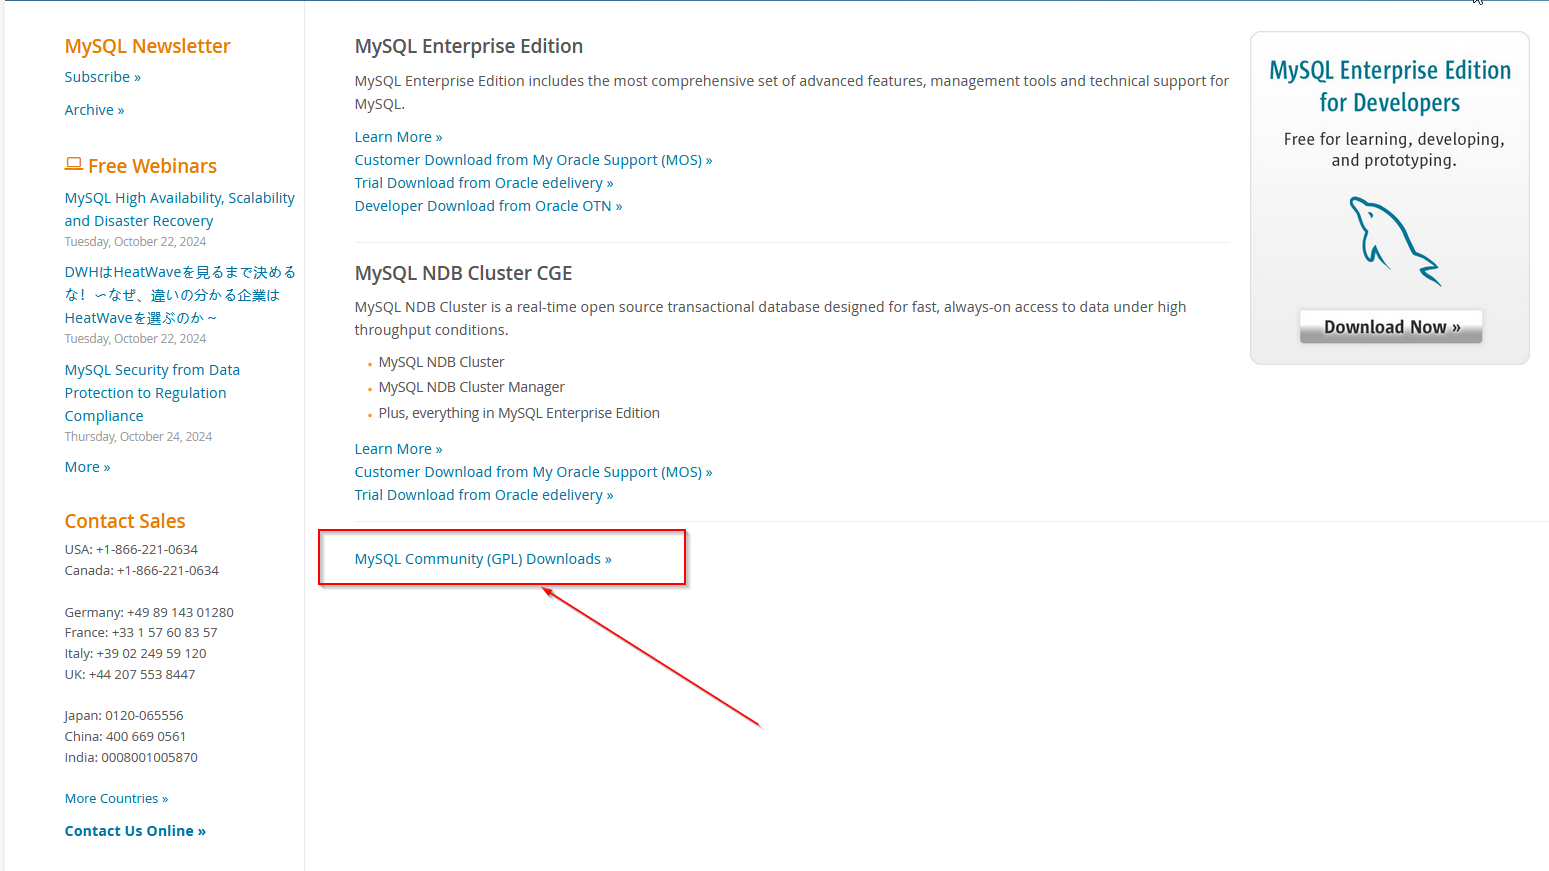 MySQL Newsletter
Subscribe »
Archive »
Free Webinars
MySQL High Availability, Scalability
and Disaster Recovery
Tuesday, October 22, 2024
DWHはHeatWaveを見るまで決める
な! ∽なぜ、違いの分かる企業は
HeatWaveを選ぶのか ~
Tuesday, October 22, 2024
MySQL Security from Data
Protection to Regulation
Compliance
Thursday, October 24, 2024
More »
Contact Sales
USA: +1-866-221-0634
Canada: +1-866-221-0634
Germany: +49 89 143 01280
France: +33 1 57 60 83 57
Italy: +39 02 249 59 120
UK: +44 207 553 8447
Japan: 0120-065556
China: 400 669 0561
India: 0008001005870
More Countries »
Contact Us Online »
MySQL Enterprise Edition
MySQL Enterprise Edition includes the most comprehensive set of advanced features, management tools and technical support for
MySQL.
Learn More »
Customer Download from My Oracle Support (MOS) »
Trial Download from Oracle edelivery »
Developer Download from Oracle OTN »
MySQL NDB Cluster CGE
MySQL NDB Cluster is a real-time open source transactional database designed for fast, always-on access to data under high
throughput conditions.
• MySQL NDB Cluster
• MySQL NDB Cluster Manager
• Plus, everything in MySQL Enterprise Edition
Learn More »
Customer Download from My Oracle Support (MOS) »
Trial Download from Oracle edelivery »
MySQL Community (GPL) Downloads »
MySQL Enterprise Edition
for Developers
Free for learning, developing,
and prototyping.
Download Now »